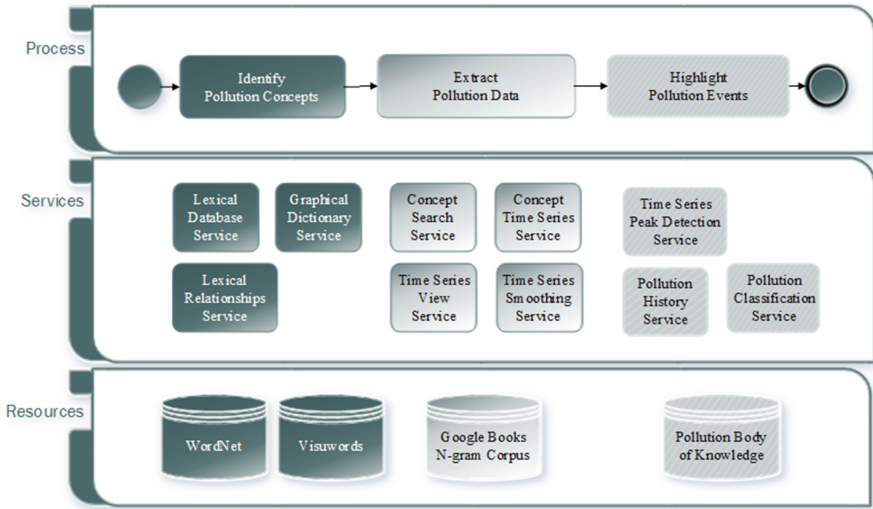 Process
Identify
Pollution Concepts
Extract
Pollution Data
Highlight
Pollution Events
Services
Lexical
Database
Service
Graphical
Dictionary
Service
Concept
Search
Service
Concept
Time Series
Service
Time Series
Peak Detection
Service
Lexical
Relationships
Service
Time Series
View
Service
Time Series
Smoothing
Service
Pollution
History
Service
Pollution
Classification
Service
Resources
WordNet
Visuwords
Google Books
N-gram Corpus
Pollution Body
of Knowledge